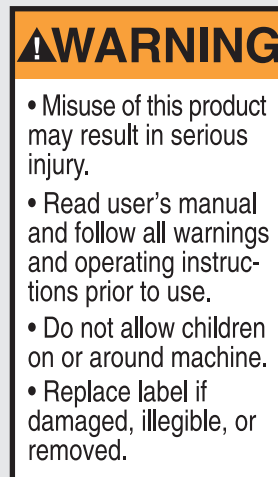 WARNING
• Misuse of this product
may result in serious
injury.
• Read user's manual
and follow all warnings
and operating instruc-
tions prior to use.
• Do not allow children
on or around machine.
• Replace label if
damaged, illegible, or
removed.